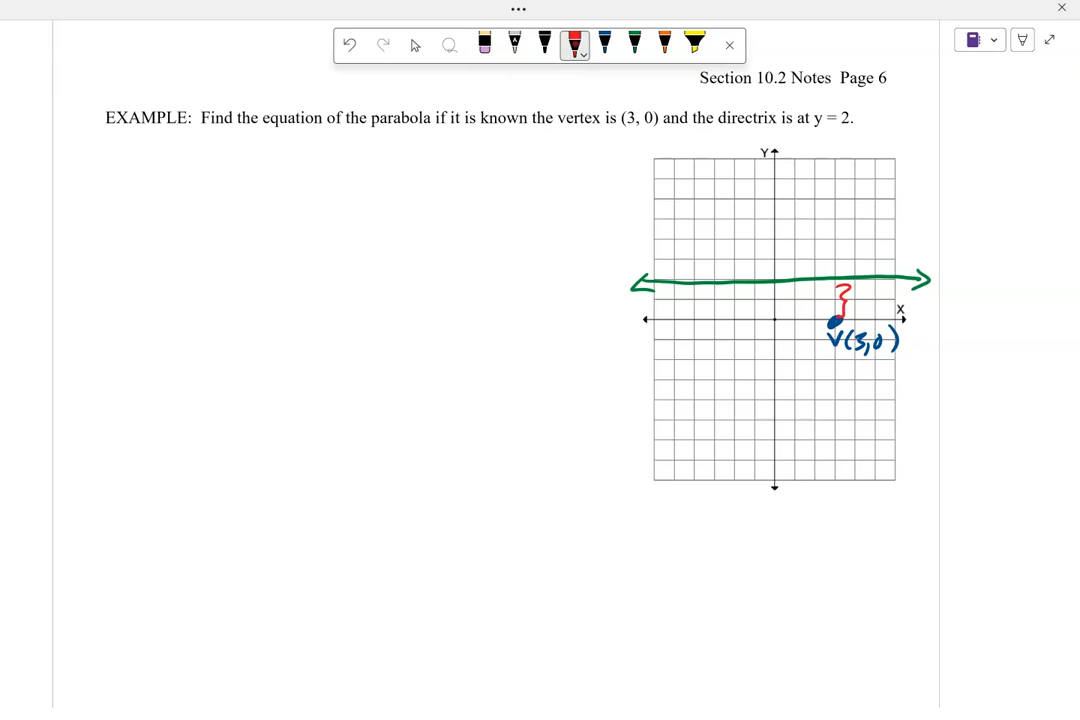 Section 10.2 Notes Page 6
EXAMPLE: Find the equation of the parabola if it is known the vertex is (3, 0) and the directrix is at y = 2.
Y
X
V(3,0)